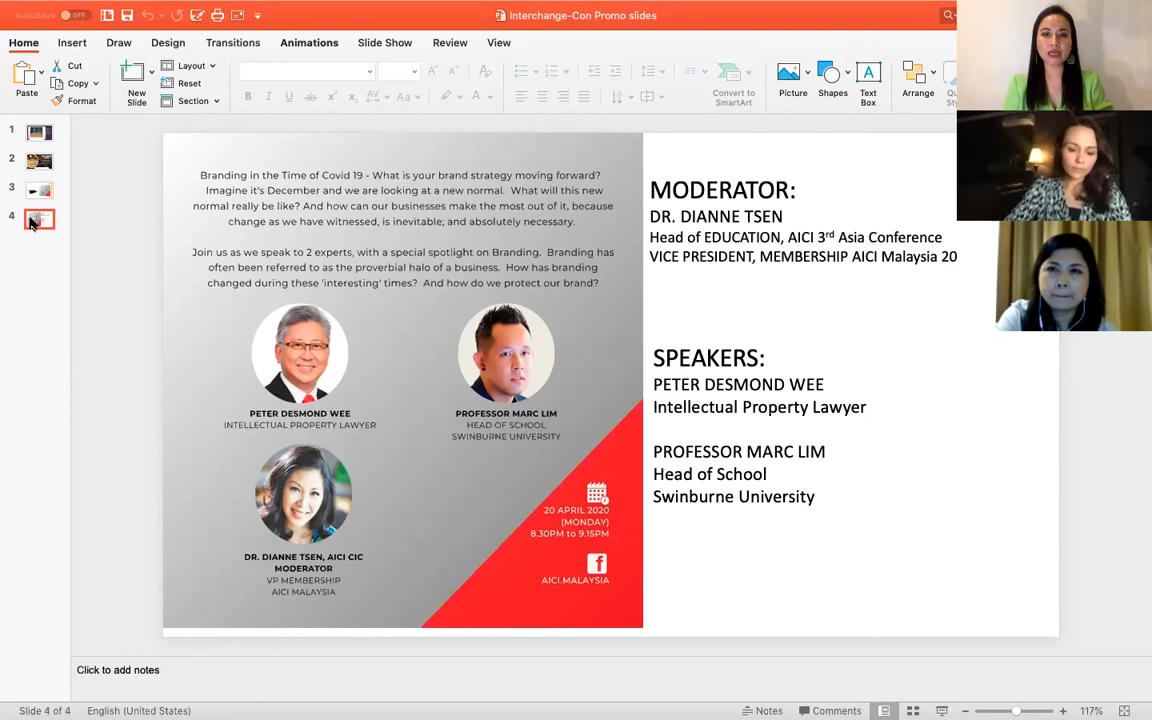 AutoSave OFF
Interchange-Con Promo slides
Home Insert Draw Design Transitions Animations Slide Show Review View
Paste
Cut
Copy
Format
New Slide
Layout
Reset
Section
Convert to SmartArt
Picture
Shapes
Text Box
Arrange
1
2
3
4
Branding in the Time of Covid 19 - What is your brand strategy moving forward?
Imagine it's December and we are looking at a new normal. What will this new
normal really be like? And how can our businesses make the most out of it, because
change as we have witnessed, is inevitable; and absolutely necessary.
Join us as we speak to 2 experts, with a special spotlight on Branding. Branding has
often been referred to as the proverbial halo of a business. How has branding
changed during these 'interesting' times? And how do we protect our brand?
PETER DESMOND WEE
INTELLECTUAL PROPERTY LAWYER
PROFESSOR MARC LIM
HEAD OF SCHOOL
SWINBURNE UNIVERSITY
DR. DIANNE TSEN, AICI CIC
MODERATOR
VP MEMBERSHIP
AICI MALAYSIA
20 APRIL 2020
(MONDAY)
8.30PM to 9.15PM
AICI.MALAYSIA
MODERATOR:
DR. DIANNE TSEN
Head of EDUCATION, AICI 3rd Asia Conference
VICE PRESIDENT, MEMBERSHIP AICI Malaysia 20
SPEAKERS:
PETER DESMOND WEE
Intellectual Property Lawyer
PROFESSOR MARC LIM
Head of School
Swinburne University
Click to add notes
Slide 4 of 4 English (United States) Notes Comments 117%